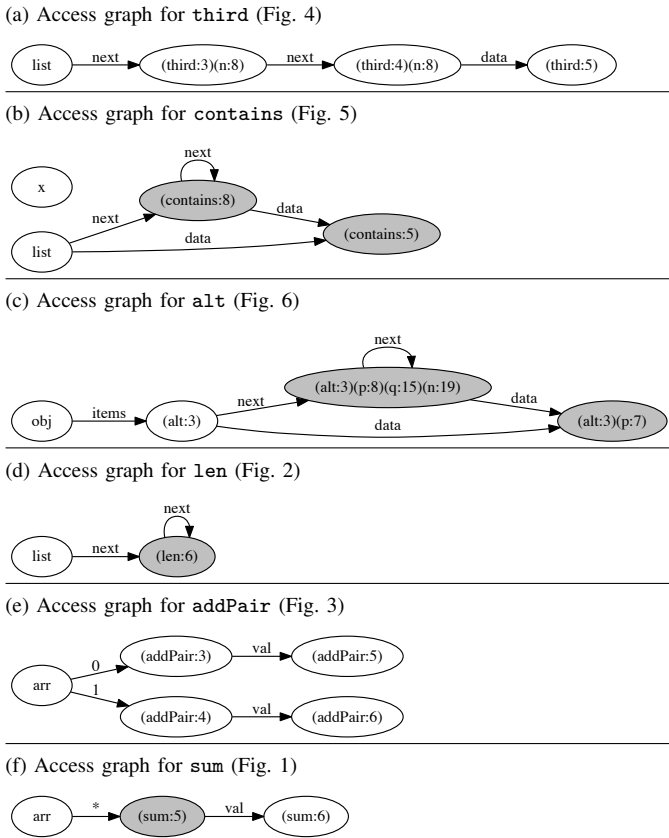 (a) Access graph for third (Fig. 4)
list next (third:3)(n:8) next (third:4)(n:8) data (third:5)
(b) Access graph for contains (Fig. 5)
next
x
(contains:8)
next data
(contains:5)
data
list
(c) Access graph for alt (Fig. 6)
next
(alt:3)(p:8)(q:15)(n:19)
next data
obj items (alt:3) data (alt:3)(p:7)
(d) Access graph for len (Fig. 2)
next
list next (len:6)
(e) Access graph for addPair (Fig. 3)
(addPair:3) val (addPair:5)
0
arr
1
(addPair:4) val (addPair:6)
(f) Access graph for sum (Fig. 1)
arr * (sum:5) val (sum:6)